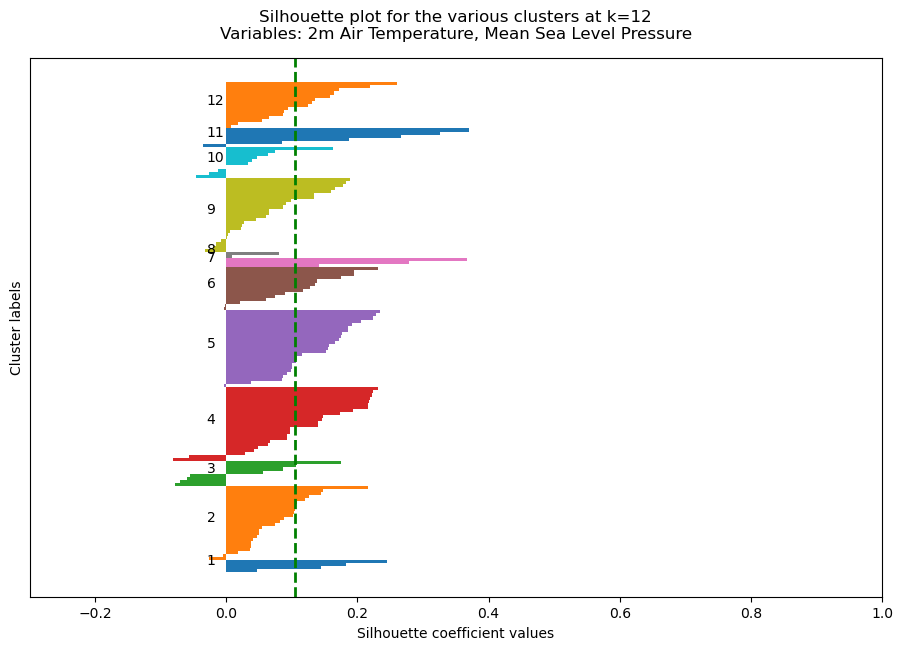 Silhouette plot for the various clusters at k=12
Variables: 2m Air Temperature, Mean Sea Level Pressure
Cluster labels
12
11
10
9
8
7
6
5
4
3
2
1
−0.2 0.0 0.2 0.4 0.6 0.8 1.0
Silhouette coefficient values